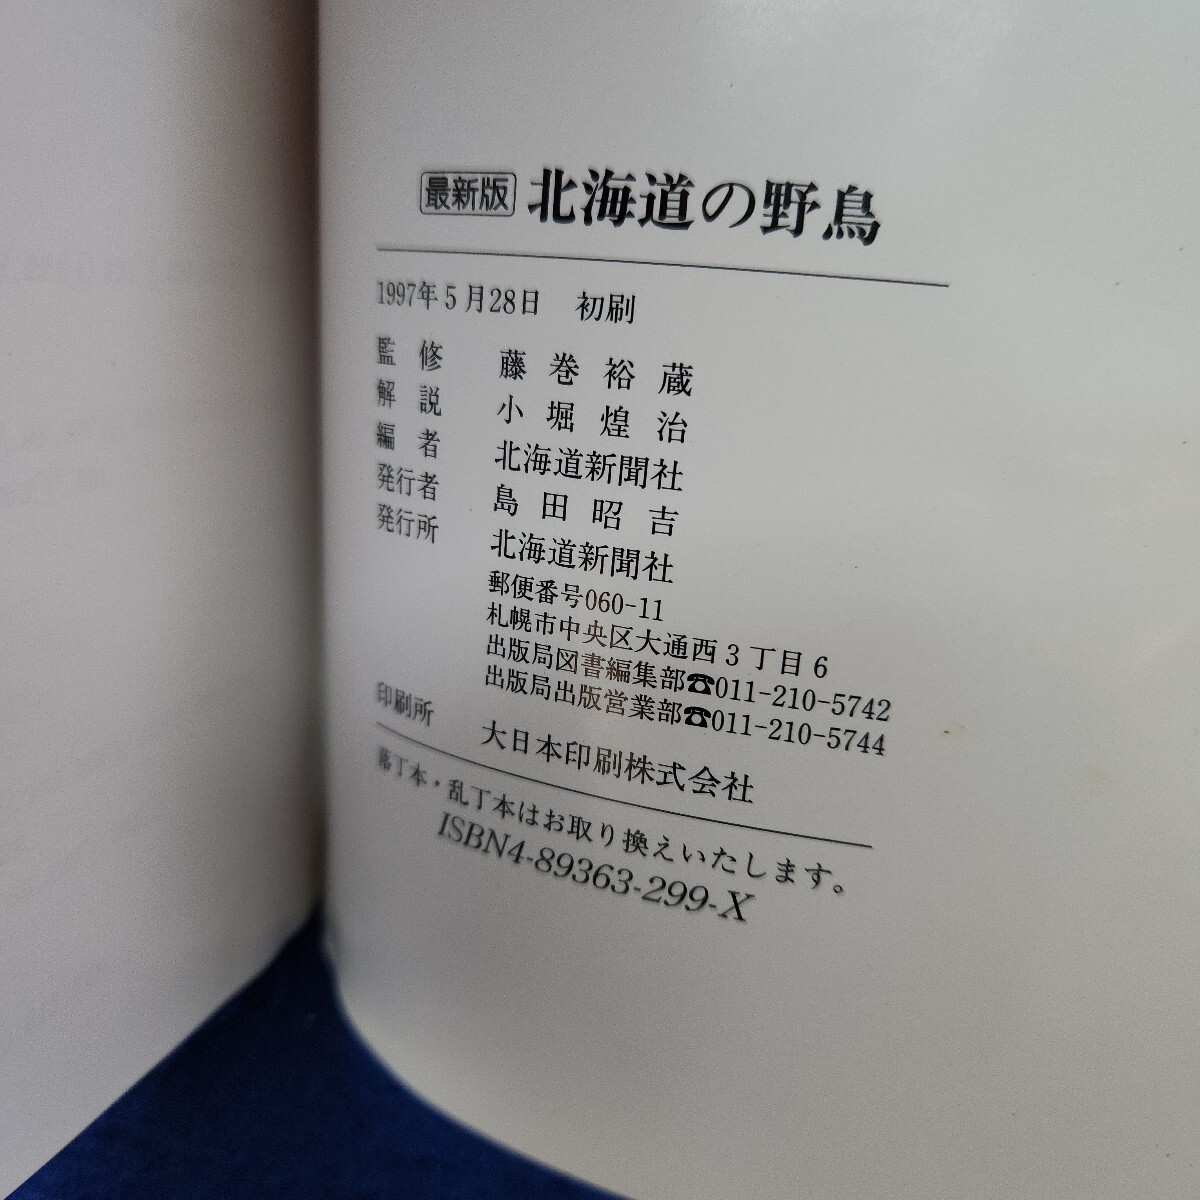 最新版 北海道の野鳥
1997年5月28日 初刷
監修 藤巻裕蔵
解説 小堀煌治
編者 北海道新聞社
発行者 島田昭吉
発行所 北海道新聞社
郵便番号060-11
札幌市中央区大通西3丁目6
出版局図書編集部☎011-210-5742
出版局出版営業部☎011-210-5744
印刷所 大日本印刷株式会社
落丁本・乱丁本はお取り換えいたします。
ISBN4-89363-299-X